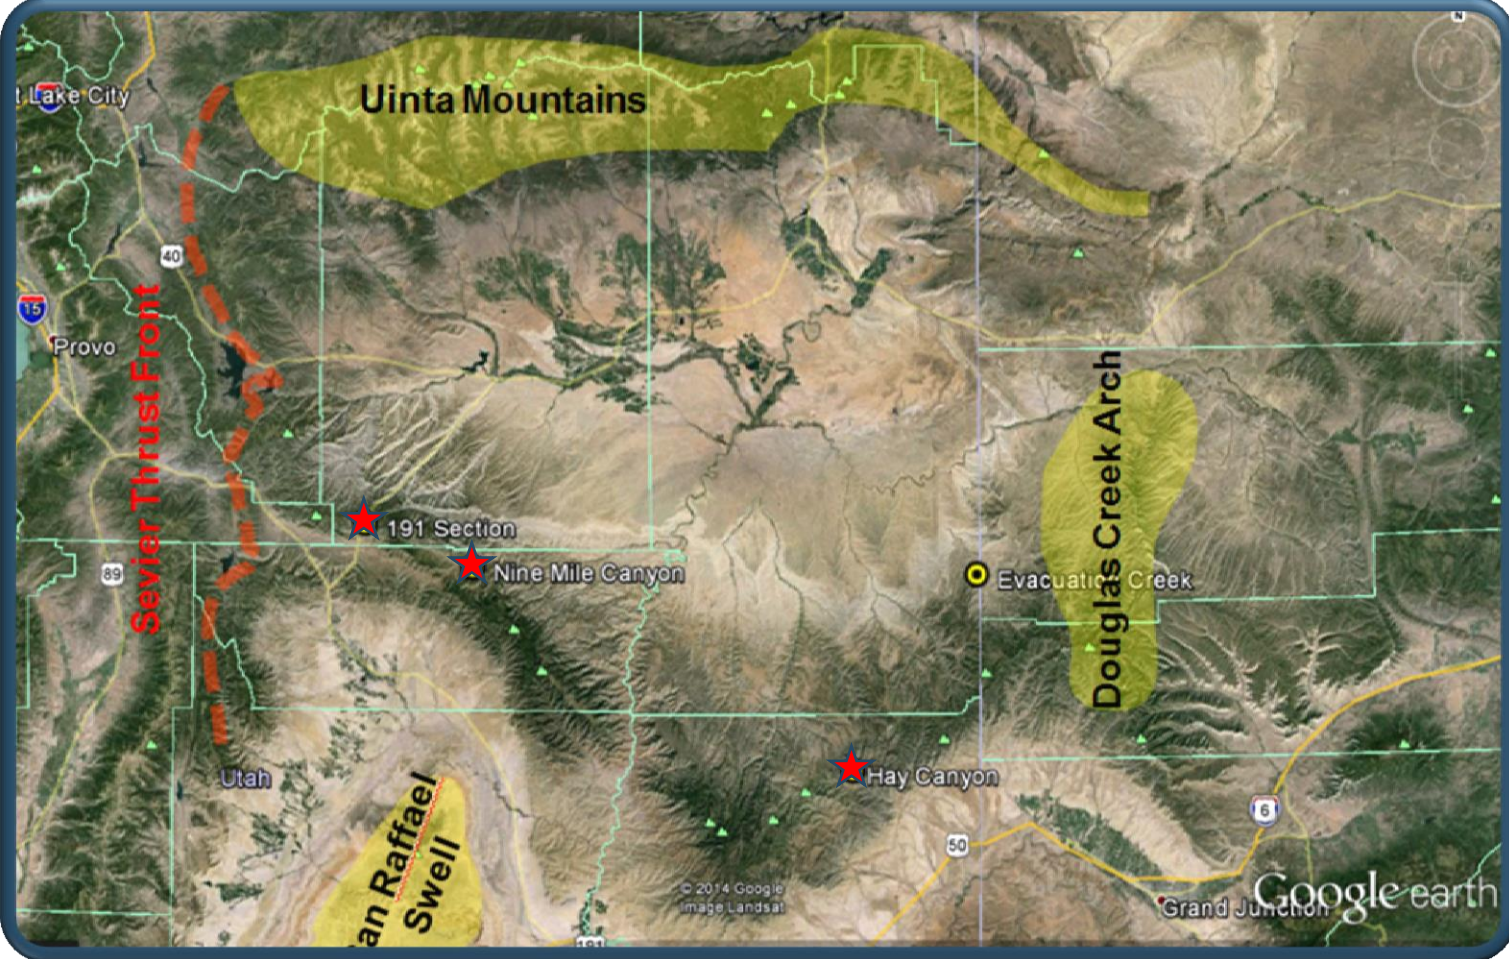 N
t Lake City
Uinta Mountains
40
15
Provo
Sevier Thrust Front
89
191 Section
Nine Mile Canyon
Evacuation Creek
Douglas Creek Arch
Utah
an Raffael
Swell
Hay Canyon
50
6
© 2014 Google
Image Landsat
Grand Junction
Google earth
191